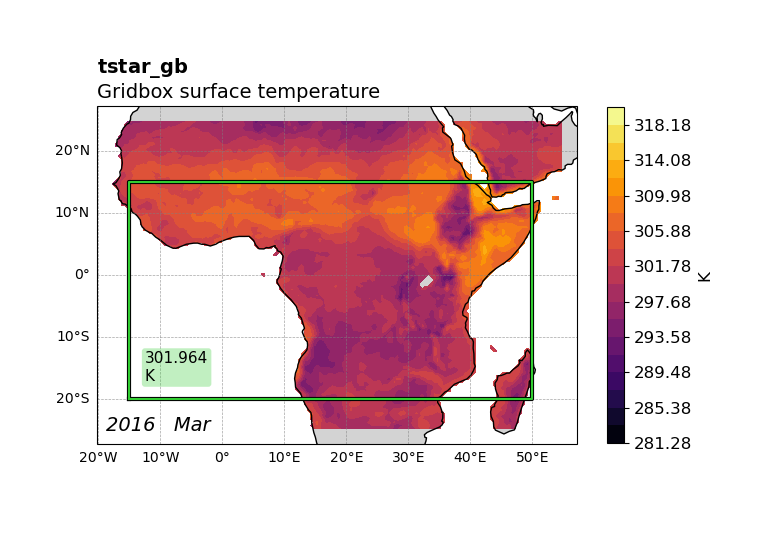 tstar_gb
Gridbox surface temperature
20°N
10°N
0°
10°S
20°S
301.964
K
2016 Mar
20°W 10°W 0° 10°E 20°E 30°E 40°E 50°E
318.18
314.08
309.98
305.88
301.78
297.68
293.58
289.48
285.38
281.28
K